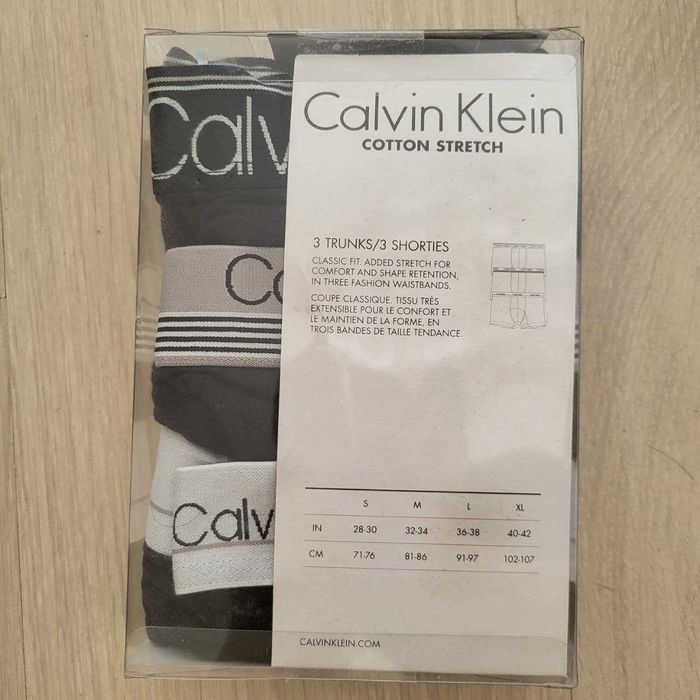 Calvin Klein
COTTON STRETCH
Calv
3 TRUNKS/3 SHORTIES
CLASSIC FIT. ADDED STRETCH FOR
COMFORT AND SHAPE RETENTION,
IN THREE FASHION WAISTBANDS.
COUPE CLASSIQUE. TISSU TRÈS
EXTENSIBLE POUR LE CONFORT ET
LE MAINTIEN DE LA FORME, EN
TROIS BANDES DE TAILLE TENDANCE.
Ca
S M L XL
IN 28-30 32-34 36-38 40-42
CM 71-76 81-86 91-97 102-107
Calv
CALVINKLEIN.COM